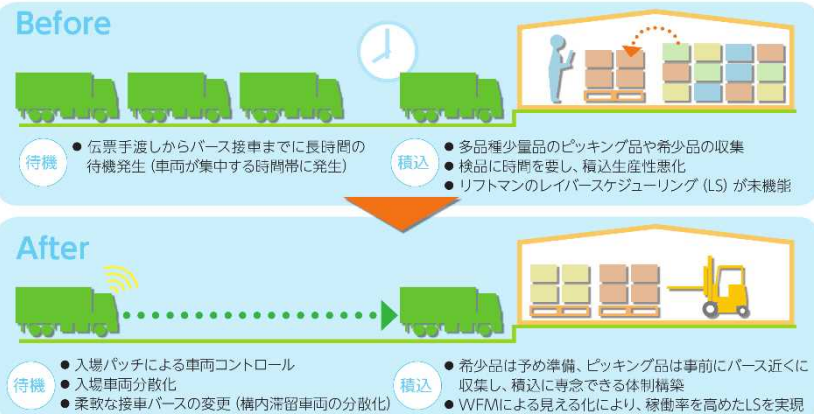 Before
待機
● 伝票手渡しからバース接車までに長時間の
待機発生（車両が集中する時間帯に発生）
積込
● 多品種少量品のピッキング品や希少品の収集
● 検品に時間を要し、積込生産性悪化
● リフトマンのレイバースケジューリング（LS）が未機能
After
待機
● 入場パッチによる車両コントロール
● 入場車両分散化
● 柔軟な接車バースの変更（構内滞留車両の分散化）
積込
● 希少品は予め準備、ピッキング品は事前にバース近くに
収集し、積込に専念できる体制構築
● WFMによる見える化により、稼働率を高めたLSを実現